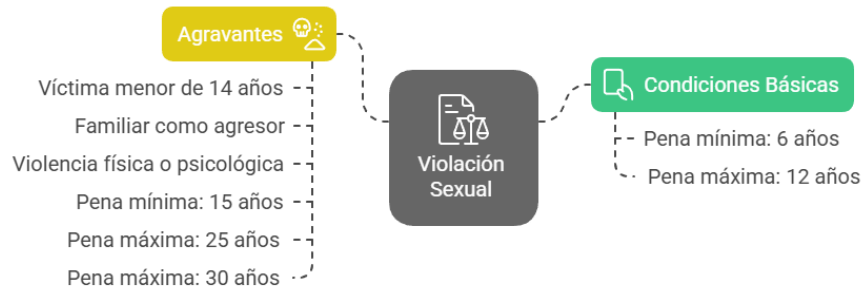 Agravantes
Víctima menor de 14 años
Familiar como agresor
Violencia física o psicológica
Pena mínima: 15 años
Pena máxima: 25 años
Pena máxima: 30 años
Violación
Sexual
Condiciones Básicas
Pena mínima: 6 años
Pena máxima: 12 años